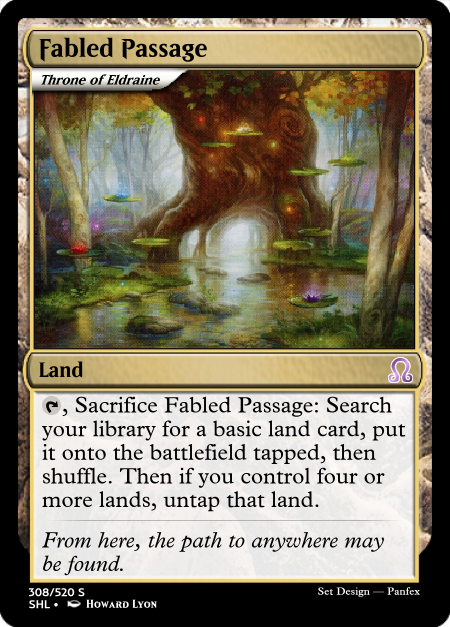 Fabled Passage
Throne of Eldraine
Land
, Sacrifice Fabled Passage: Search
your library for a basic land card, put
it onto the battlefield tapped, then
shuffle. Then if you control four or
more lands, untap that land.
From here, the path to anywhere may
be found.
308/520 S
SHL • Howard Lyon
Set Design — Panfex